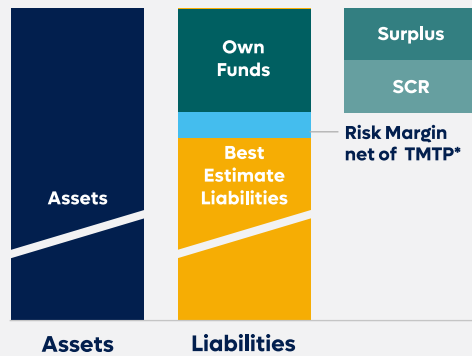 Own
Funds
Surplus
SCR
Risk Margin
net of TMTP*
Best
Estimate
Liabilities
Assets
Assets
Liabilities